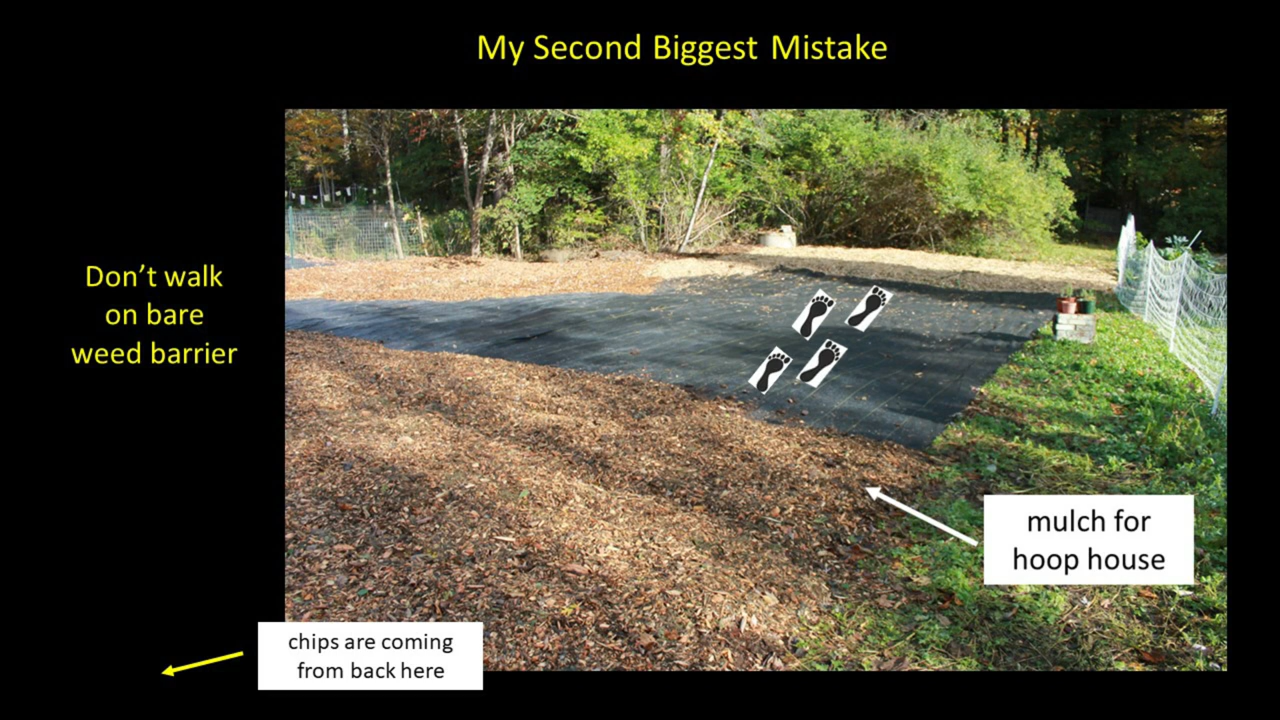 My Second Biggest Mistake
Don’t walk
on bare
weed barrier
mulch for
hoop house
chips are coming
from back here